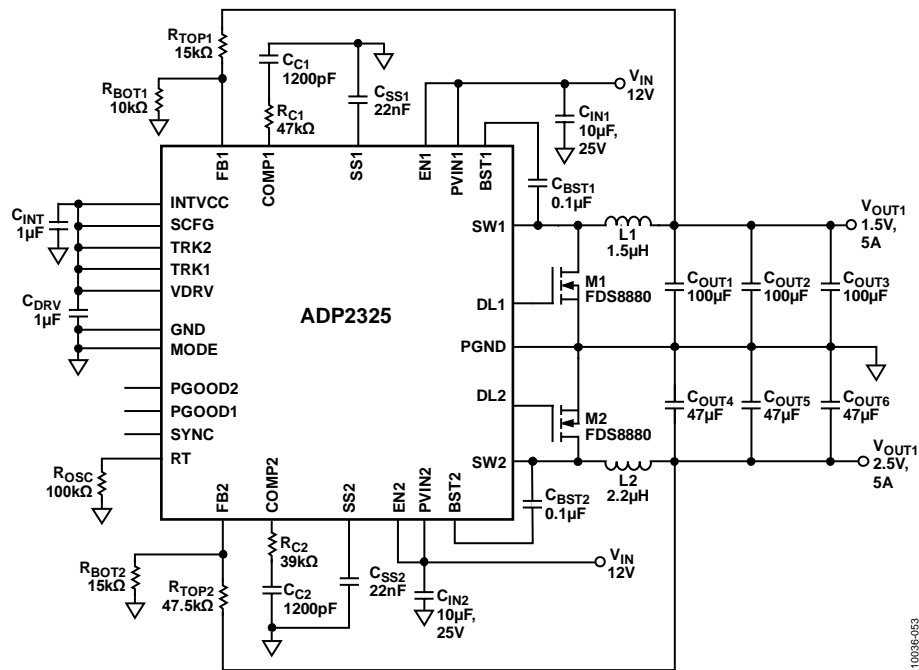 RTOP1
15kΩ
RBOT1
10kΩ
CC1
1200pF
RC1
47kΩ
CSS1
22nF
VIN
12V
CIN1
10µF,
25V
FB1
COMP1
SS1
EN1
PVIN1
BST1
CBST1
0.1µF
CINT
1µF
CDRV
1µF
INTVCC
SCFG
TRK2
TRK1
VDRV
GND
MODE
PGOOD2
PGOOD1
SYNC
RT
ADP2325
SW1
DL1
PGND
DL2
SW2
L1
1.5µH
M1
FDS8880
M2
FDS8880
L2
2.2µH
VOUT1
1.5V,
5A
COUT1
100µF
COUT2
100µF
COUT3
100µF
COUT4
47µF
COUT5
47µF
COUT6
47µF
VOUT1
2.5V,
5A
ROSC
100kΩ
FB2
COMP2
SS2
EN2
PVIN2
BST2
CBST2
0.1µF
RBOT2
15kΩ
RTOP2
47.5kΩ
RC2
39kΩ
CC2
1200pF
CSS2
22nF
CIN2
10µF,
25V
VIN
12V
10036-053